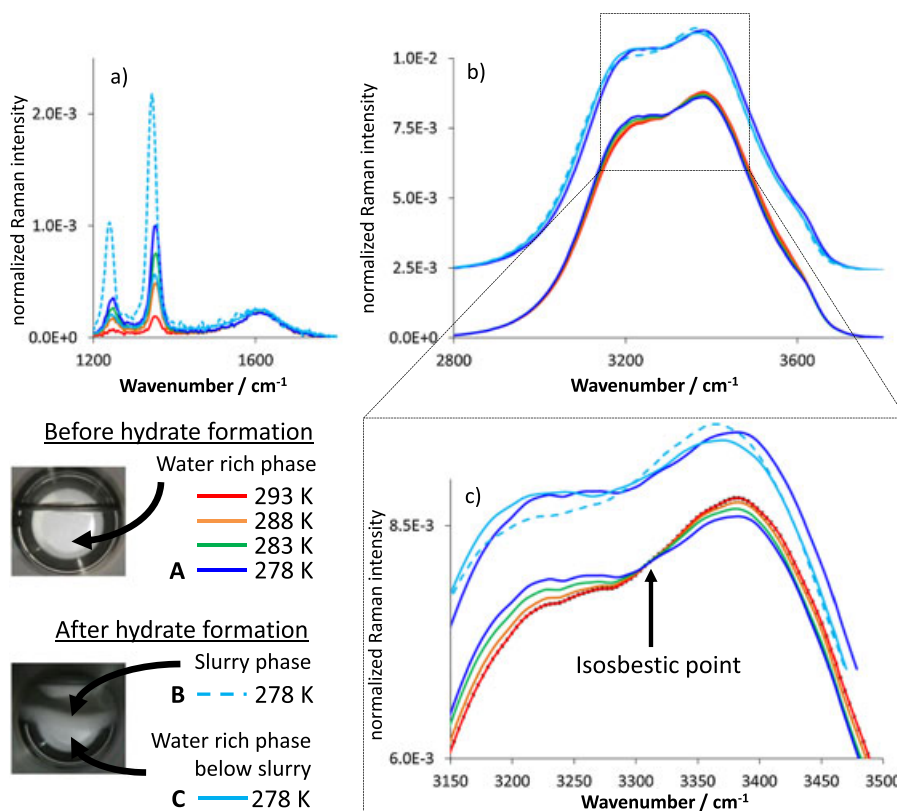 a)
normalized Raman intensity
2.0E-3
1.0E-3
0.0E+0
1200
1600
Wavenumber / cm-1
b)
normalized Raman intensity
1.0E-2
7.5E-3
5.0E-3
2.5E-3
0.0E+0
2800
3200
3600
Wavenumber / cm-1
Before hydrate formation
Water rich phase
293 K
288 K
283 K
A 278 K
After hydrate formation
Slurry phase
B 278 K
Water rich phase
below slurry
C 278 K
c)
normalized Raman intensity
8.5E-3
6.0E-3
Isosbestic point
3150 3200 3250 3300 3350 3400 3450 3500
Wavenumber / cm-1